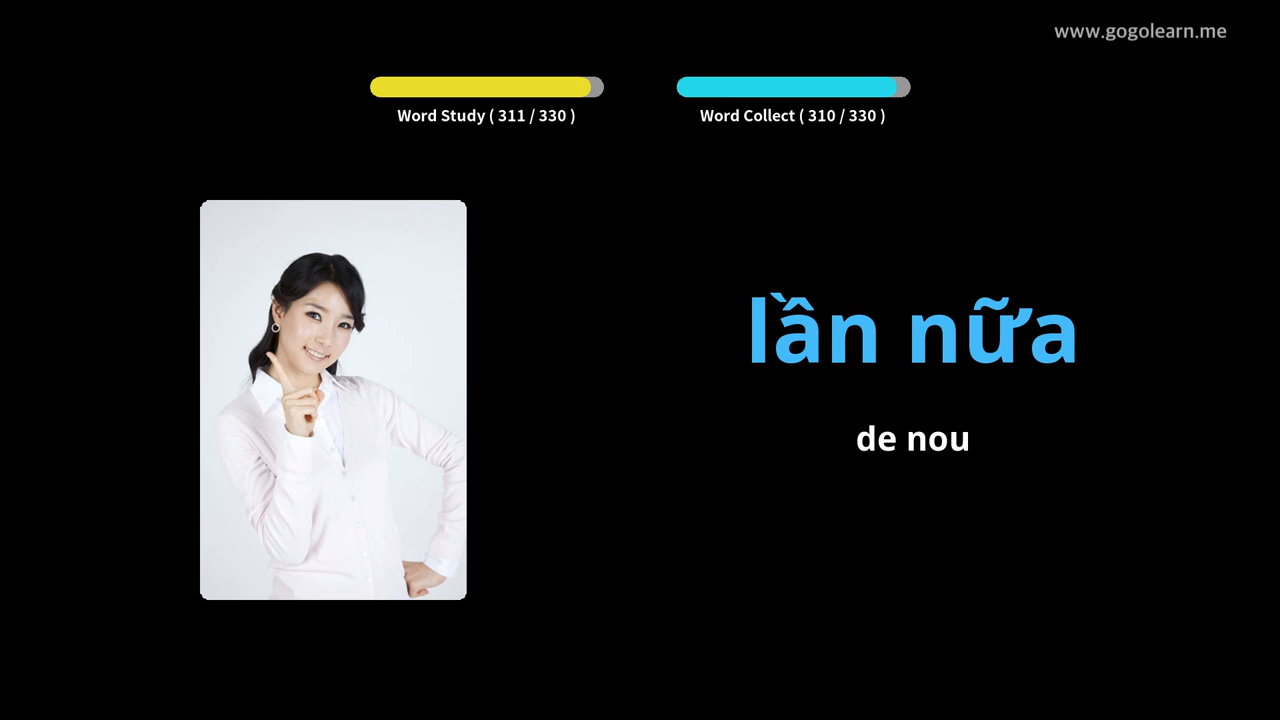 www.gogolearn.me
Word Study ( 311 / 330 )
Word Collect ( 310 / 330 )
lần nữa
de nou